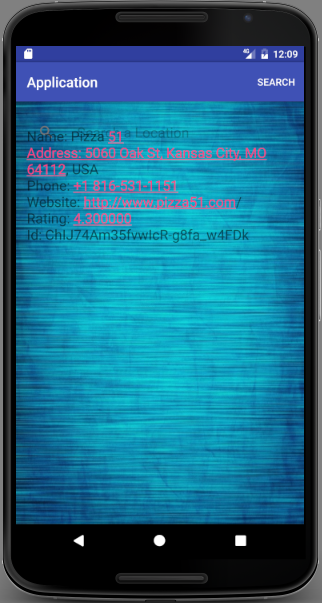 4G 12:09
Application SEARCH
a Location
Name: Pizza 51
Address: 5060 Oak St, Kansas City, MO
64112, USA
Phone: +1 816-531-1151
Website: http://www.pizza51.com/
Rating: 4.300000
Id: ChIJ74Am35fvwIcR-g8fa_w4FDk